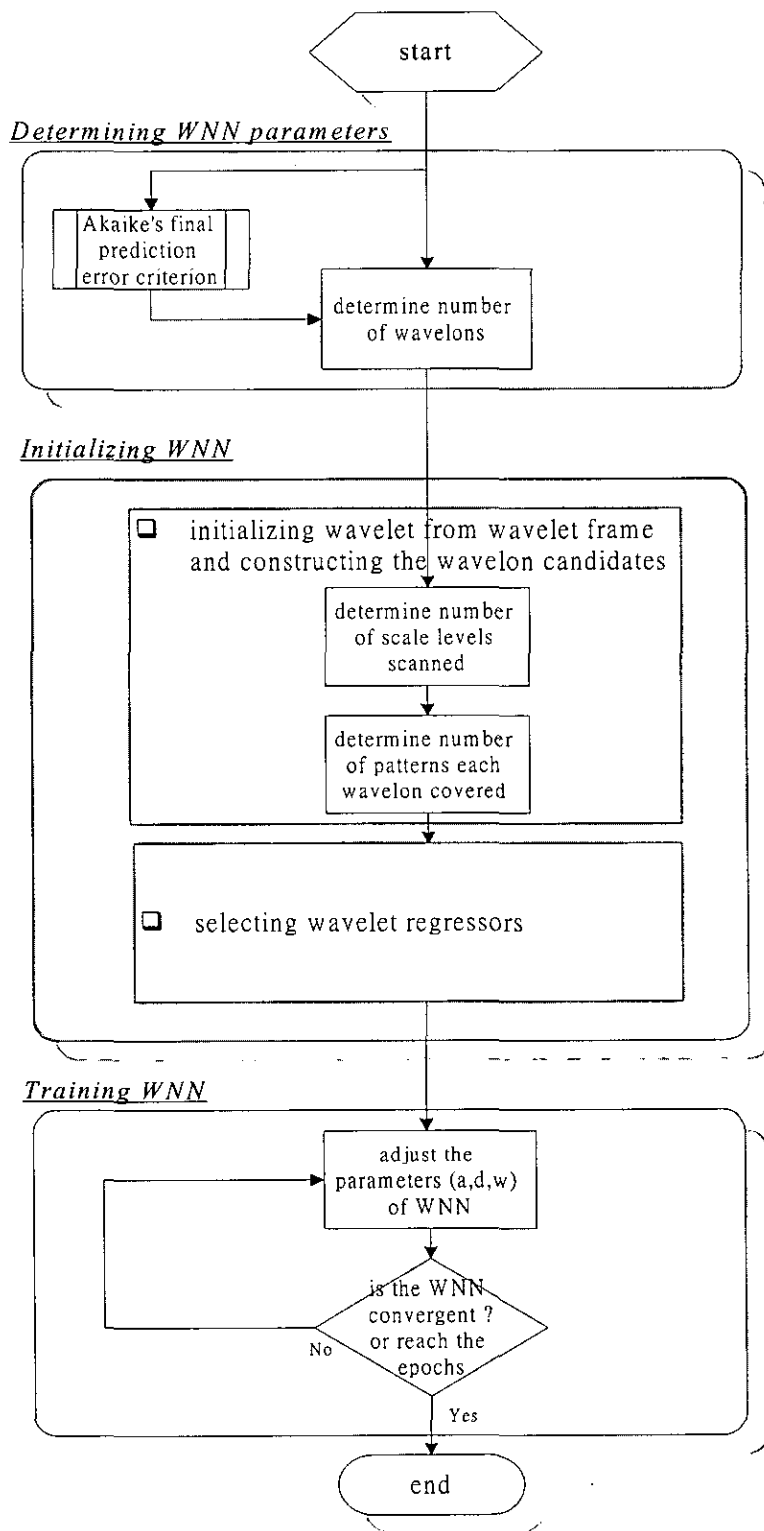 start
Determining WNN parameters
Akaike's final
prediction
error criterion
determine number
of wavelons
Initializing WNN
❑ initializing wavelet from wavelet frame
and constructing the wavelon candidates
determine number
of scale levels
scanned
determine number
of patterns each
wavelon covered
❑ selecting wavelet regressors
Training WNN
adjust the
parameters (a,d,w)
of WNN
is the WNN
convergent ?
or reach the
epochs
No
Yes
end